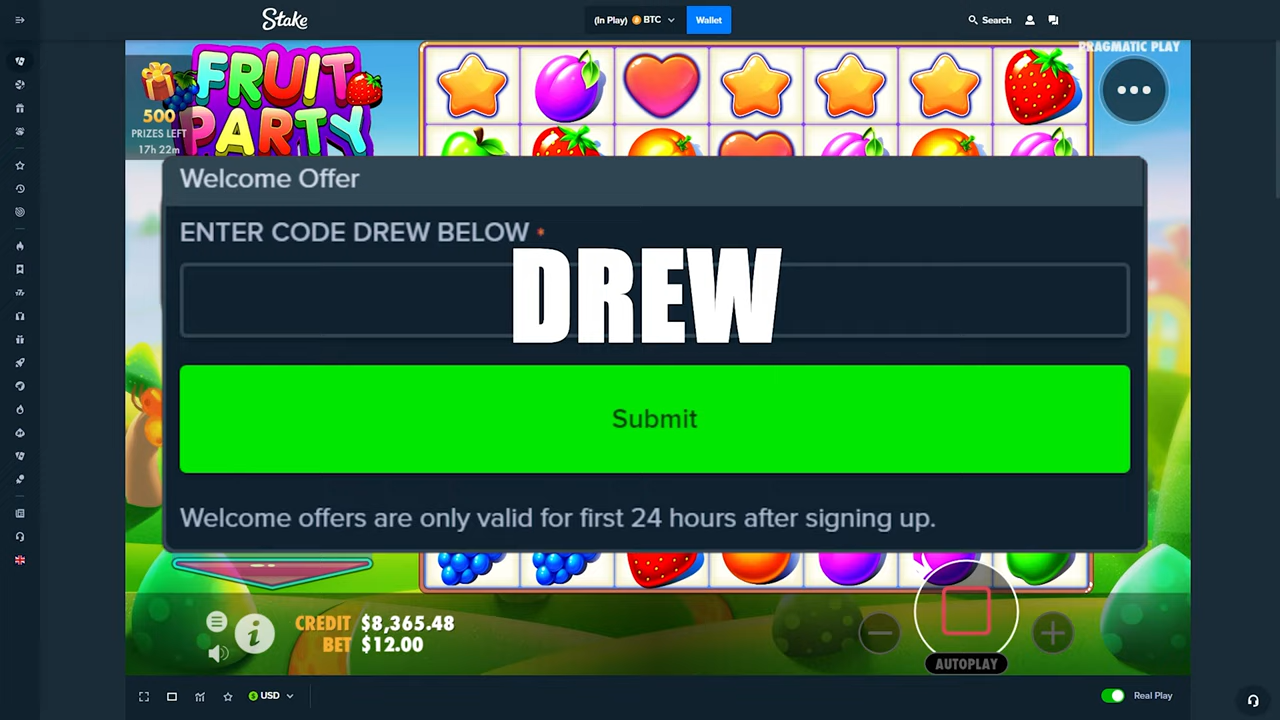 Stake
(In Play) BTC
Wallet
Search
PRAGMATIC PLAY
FRUIT
PARTY
500
PRIZES LEFT
17h 22m
Welcome Offer
ENTER CODE DREW BELOW *
DREW
Submit
Welcome offers are only valid for first 24 hours after signing up.
CREDIT $8,365.48
BET $12.00
AUTOPLAY
USD
Real Play